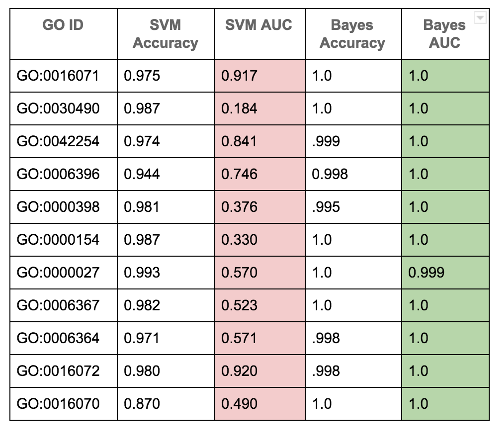 GO ID SVM Accuracy SVM AUC Bayes Accuracy Bayes AUC
GO:0016071 0.975 0.917 1.0 1.0
GO:0030490 0.987 0.184 1.0 1.0
GO:0042254 0.974 0.841 .999 1.0
GO:0006396 0.944 0.746 0.998 1.0
GO:0000398 0.981 0.376 .995 1.0
GO:0000154 0.987 0.330 1.0 1.0
GO:0000027 0.993 0.570 1.0 0.999
GO:0006367 0.982 0.523 1.0 1.0
GO:0006364 0.971 0.571 .998 1.0
GO:0016072 0.980 0.920 .998 1.0
GO:0016070 0.870 0.490 1.0 1.0